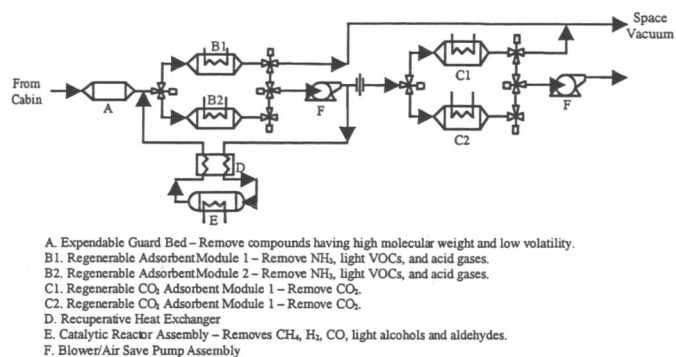 B1
Space
Vacuum
C1
From
Cabin
A
B2
F
F
C2
D
E
A. Expendable Guard Bed – Remove compounds having high molecular weight and low volatility.
B1. Regenerable Adsorbent Module 1 – Remove NH₃, light VOCs, and acid gases.
B2. Regenerable Adsorbent Module 2 – Remove NH₃, light VOCs, and acid gases.
C1. Regenerable CO₂ Adsorbent Module 1 – Remove CO₂.
C2. Regenerable CO₂ Adsorbent Module 1 – Remove CO₂.
D. Recuperative Heat Exchanger
E. Catalytic Reactor Assembly – Removes CH₄, H₂, CO, light alcohols and aldehydes.
F. Blower/Air Save Pump Assembly